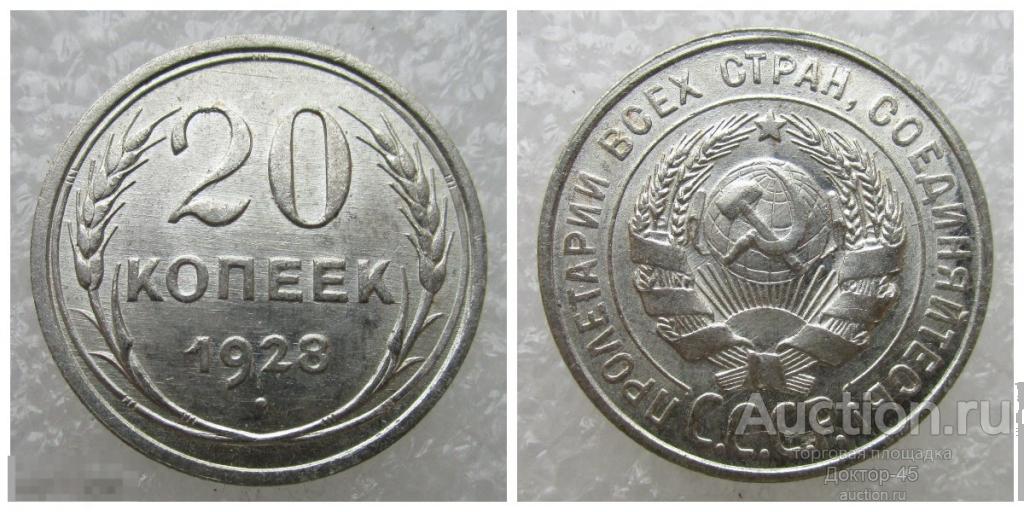 20
КОПЕЕК
1928
ПРОЛЕТАРИИ ВСЕХ СТРАН, СОЕДИНЯЙТЕСЬ
С.С.С.Р.
Auction.ru
торговая площадка
Доктор-45
auction.ru